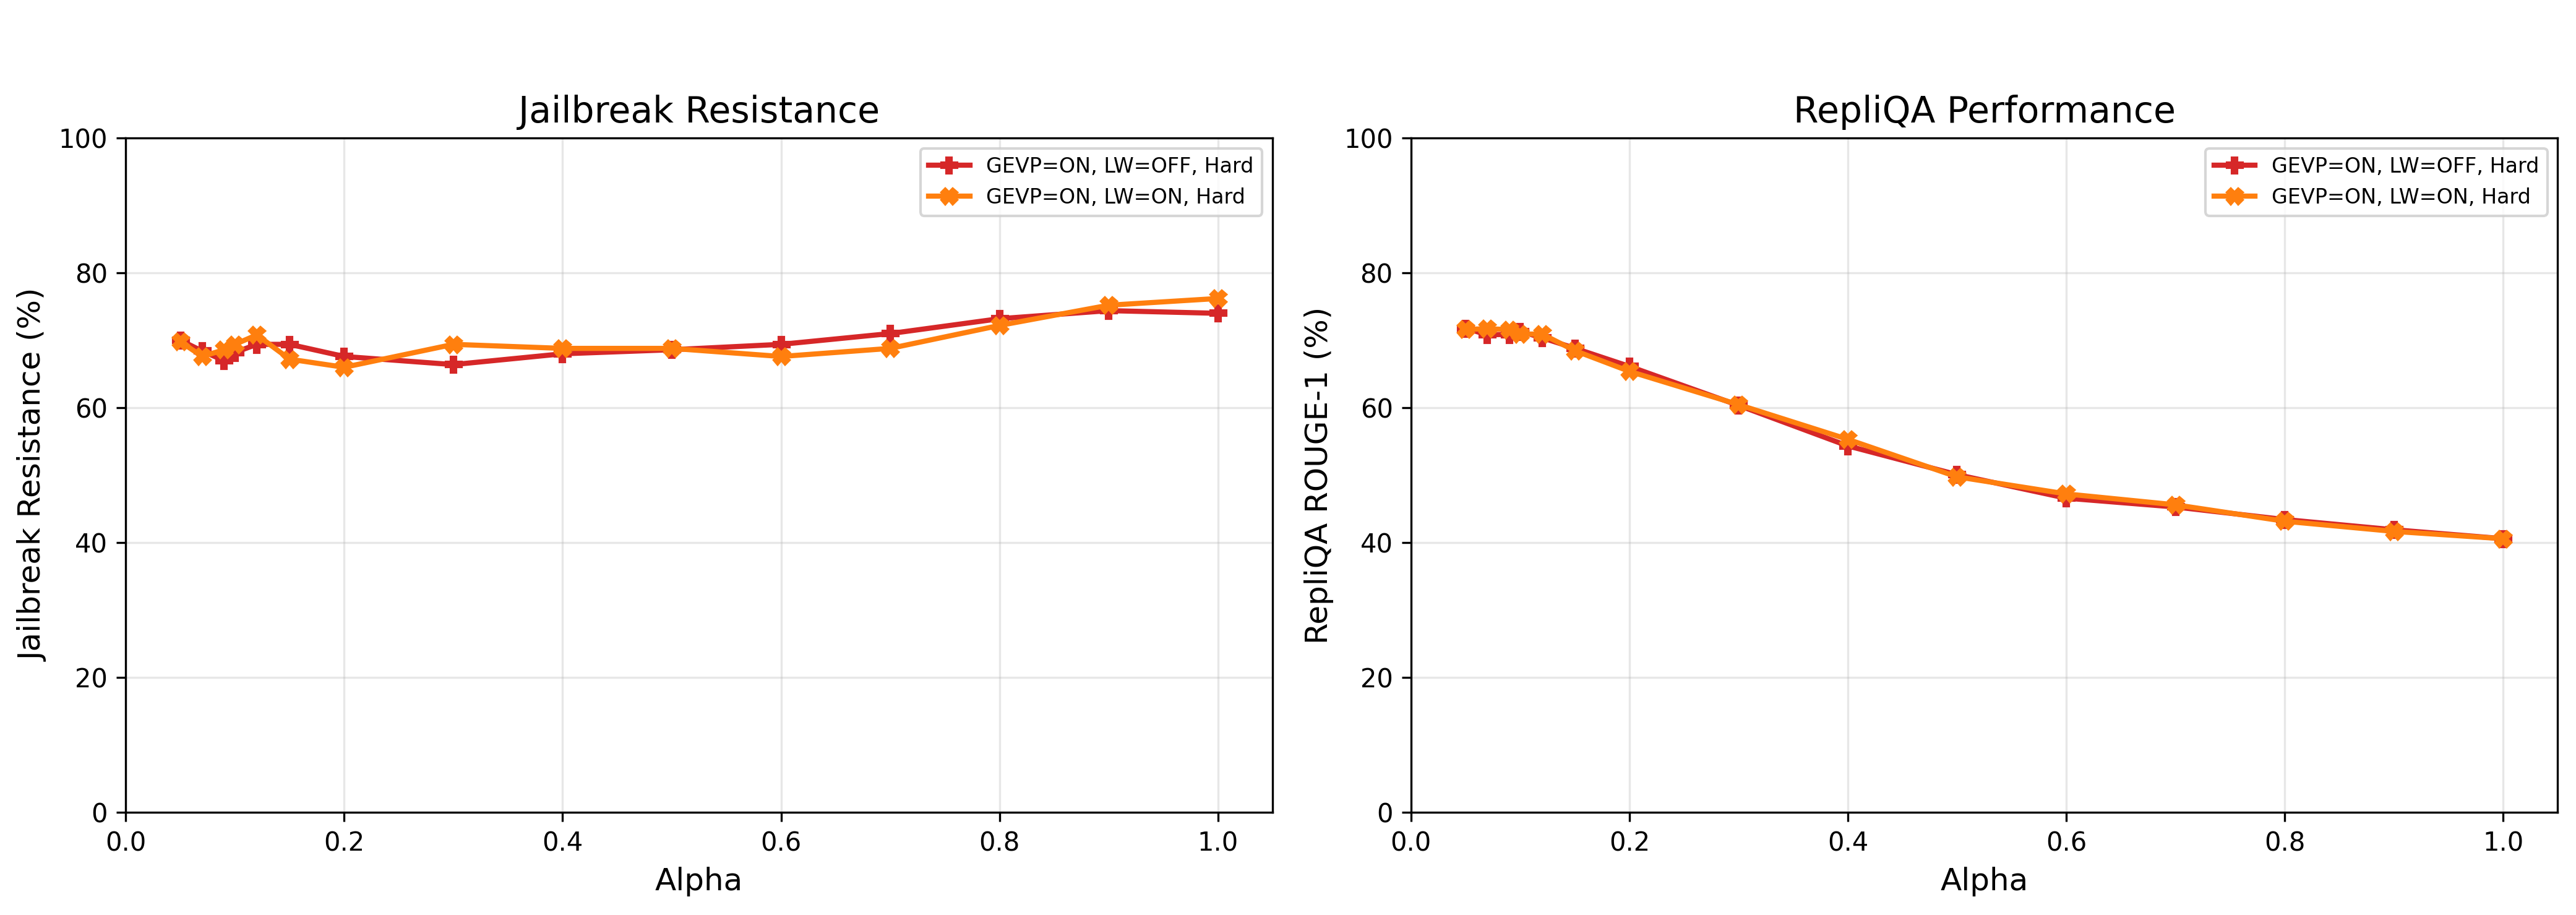 Jailbreak Resistance
Jailbreak Resistance (%)
100
80
60
40
20
0
0.0 0.2 0.4 0.6 0.8 1.0
Alpha
GEVP=ON, LW=OFF, Hard
GEVP=ON, LW=ON, Hard
RepliQA Performance
RepliQA ROUGE-1 (%)
100
80
60
40
20
0
0.0 0.2 0.4 0.6 0.8 1.0
Alpha
GEVP=ON, LW=OFF, Hard
GEVP=ON, LW=ON, Hard